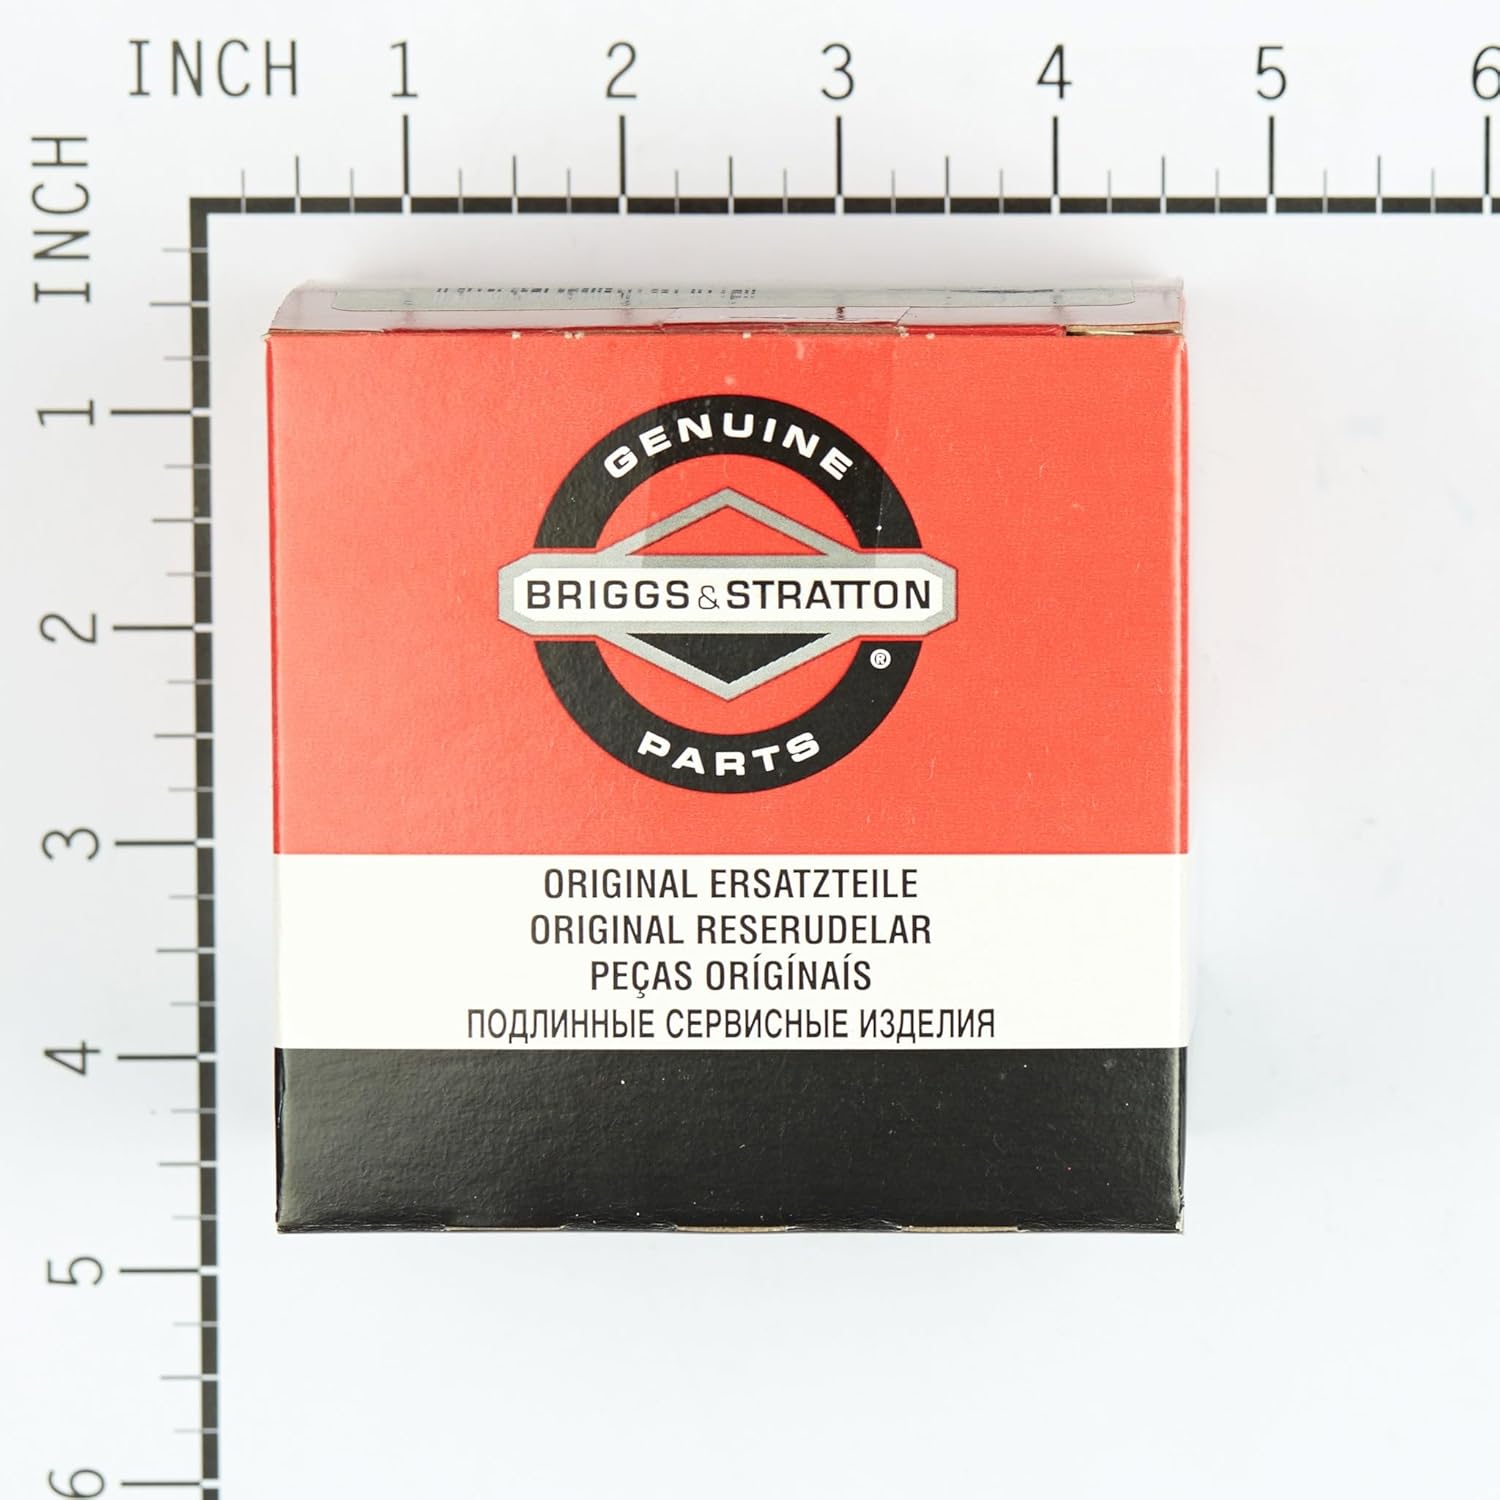 INCH 1 2 3 4 5 6
INCH
1
2
3
4
5
6
GENUINE
BRIGGS & STRATTON
®
PARTS
ORIGINAL ERSATZTEILE
ORIGINAL RESERUDELAR
PEÇAS ORÍGÍNAÍS
ПОДЛИННЫЕ СЕРВИСНЫЕ ИЗДЕЛИЯ